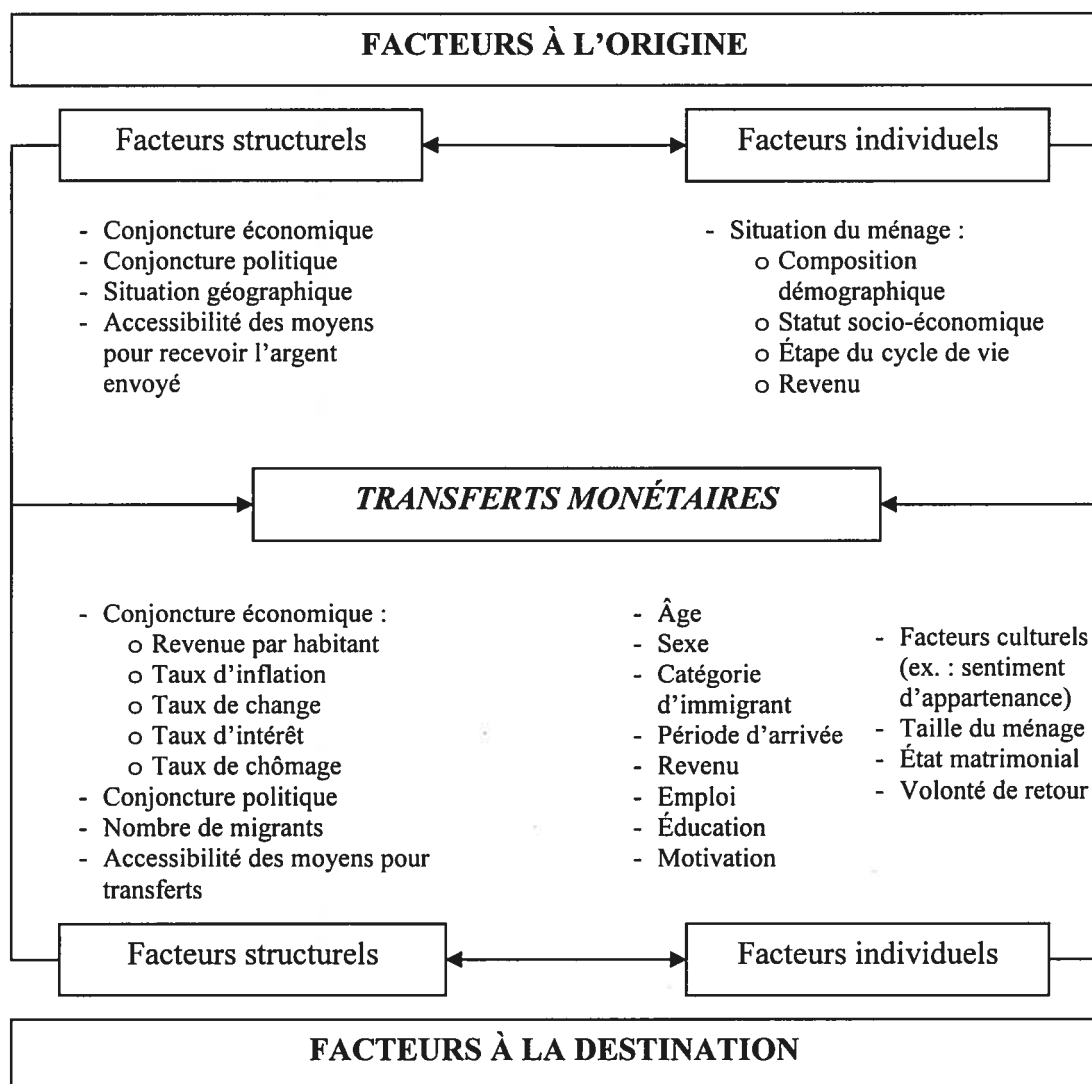 FACTEURS À L'ORIGINE
Facteurs structurels
- Conjoncture économique
- Conjoncture politique
- Situation géographique
- Accessibilité des moyens
pour recevoir l'argent
envoyé
Facteurs individuels
- Situation du ménage :
o Composition
démographique
o Statut socio-économique
o Étape du cycle de vie
o Revenu
TRANSFERTS MONÉTAIRES
- Conjoncture économique :
o Revenue par habitant
o Taux d'inflation
o Taux de change
o Taux d'intérêt
o Taux de chômage
- Conjoncture politique
- Nombre de migrants
- Accessibilité des moyens pour
transferts
- Âge
- Sexe
- Catégorie
d'immigrant
- Période d'arrivée
- Revenu
- Emploi
- Éducation
- Motivation
- Facteurs culturels
(ex. : sentiment
d'appartenance)
- Taille du ménage
- État matrimonial
- Volonté de retour
Facteurs structurels
Facteurs individuels
FACTEURS À LA DESTINATION